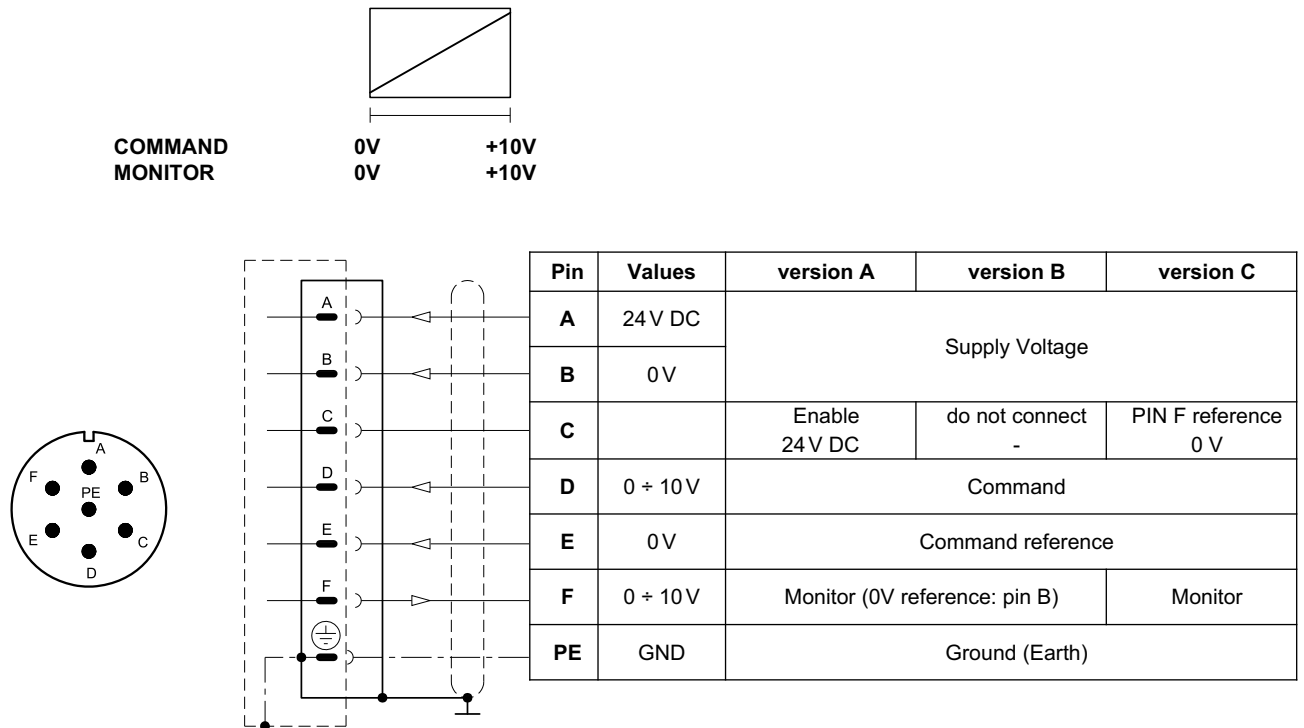 COMMAND 0V +10V
MONITOR 0V +10V
Pin Values version A version B version C
A 24 V DC Supply Voltage
B 0 V
C Enable 24 V DC do not connect - PIN F reference 0 V
D 0 ÷ 10 V Command
E 0 V Command reference
F 0 ÷ 10 V Monitor (0V reference: pin B) Monitor
PE GND Ground (Earth)
A
B
C
D
E
F
A
F B
PE
E C
D